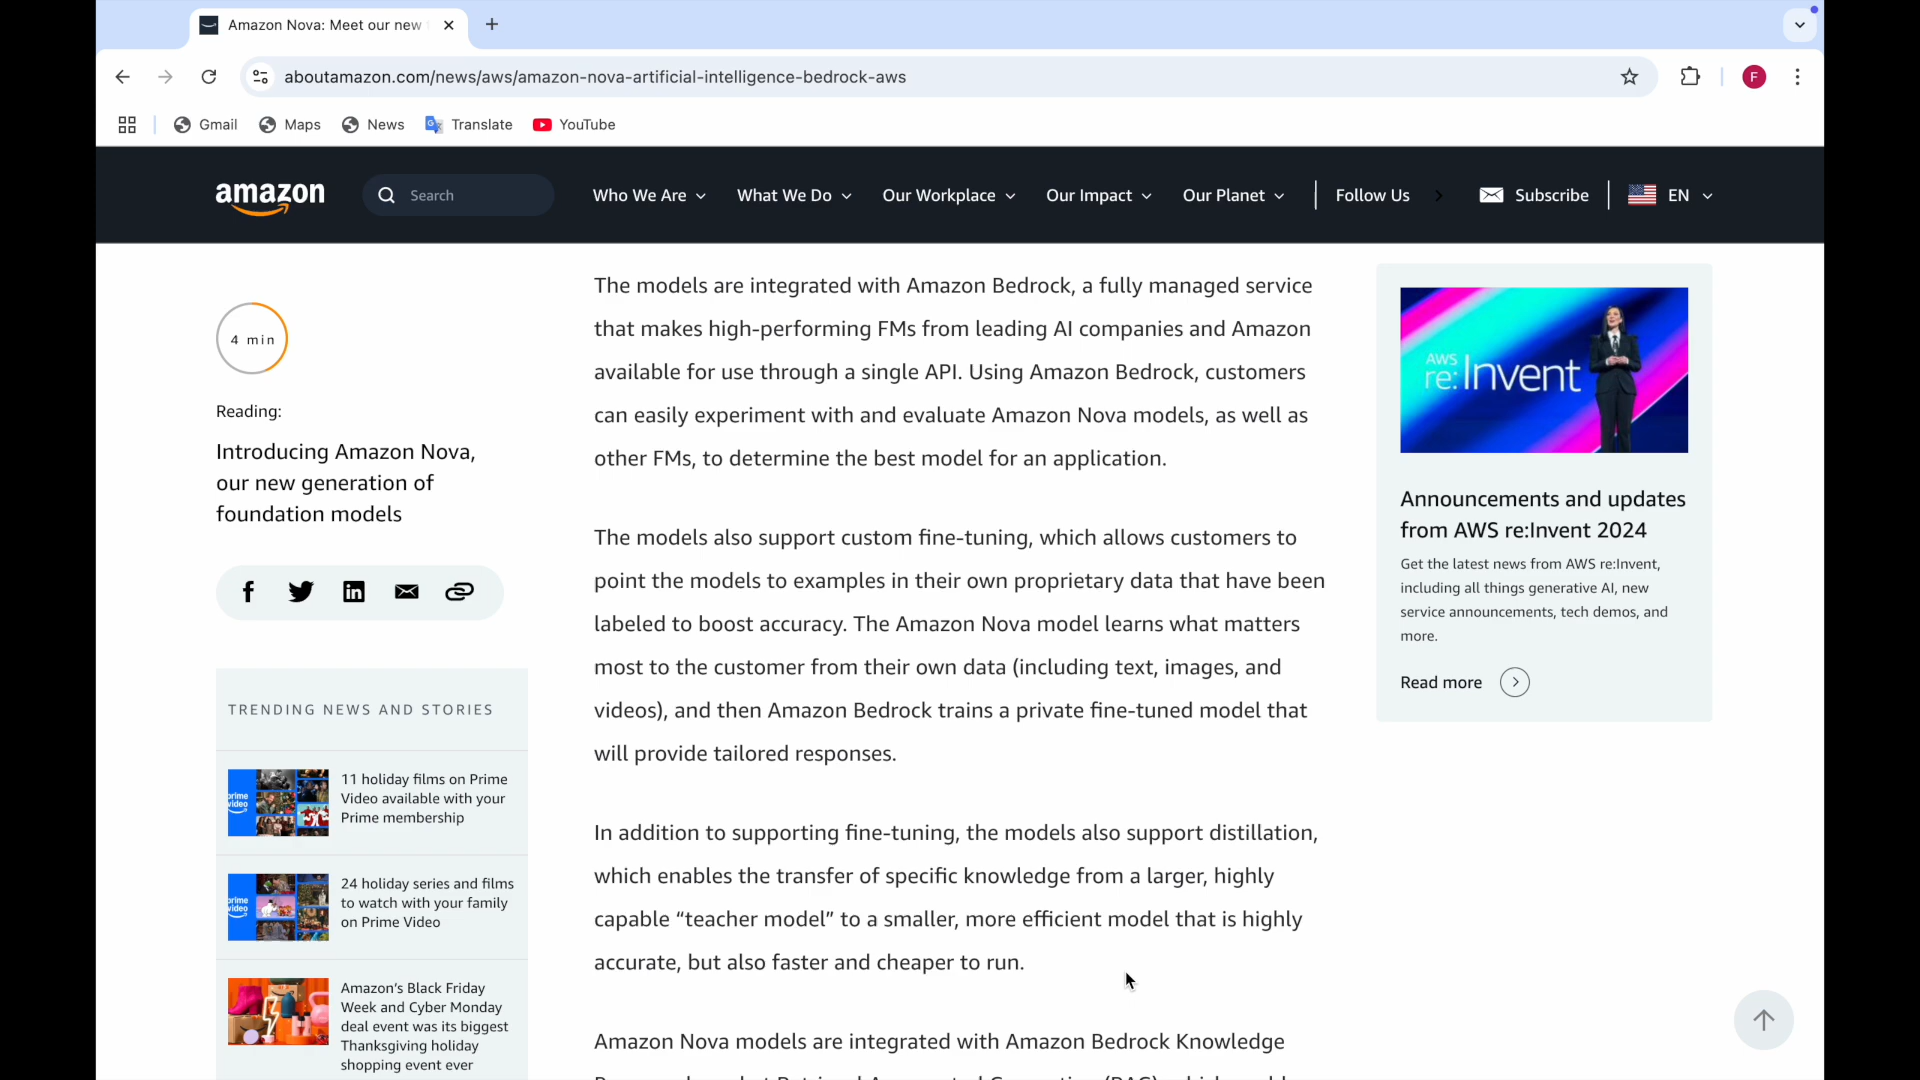 Amazon Nova: Meet our new
aboutamazon.com/news/aws/amazon-nova-artificial-intelligence-bedrock-aws
F
Gmail
Maps
News
Translate
YouTube
amazon
Search
Who We Are
What We Do
Our Workplace
Our Impact
Our Planet
Follow Us
Subscribe
EN
4 min
Reading:
Introducing Amazon Nova,
our new generation of
foundation models
TRENDING NEWS AND STORIES
prime
video
11 holiday films on Prime
Video available with your
Prime membership
prime
video
24 holiday series and films
to watch with your family
on Prime Video
Amazon’s Black Friday
Week and Cyber Monday
deal event was its biggest
Thanksgiving holiday
shopping event ever
The models are integrated with Amazon Bedrock, a fully managed service
that makes high-performing FMs from leading AI companies and Amazon
available for use through a single API. Using Amazon Bedrock, customers
can easily experiment with and evaluate Amazon Nova models, as well as
other FMs, to determine the best model for an application.
The models also support custom fine-tuning, which allows customers to
point the models to examples in their own proprietary data that have been
labeled to boost accuracy. The Amazon Nova model learns what matters
most to the customer from their own data (including text, images, and
videos), and then Amazon Bedrock trains a private fine-tuned model that
will provide tailored responses.
In addition to supporting fine-tuning, the models also support distillation,
which enables the transfer of specific knowledge from a larger, highly
capable “teacher model” to a smaller, more efficient model that is highly
accurate, but also faster and cheaper to run.
Amazon Nova models are integrated with Amazon Bedrock Knowledge
AWS
re:Invent
Announcements and updates
from AWS re:Invent 2024
Get the latest news from AWS re:Invent,
including all things generative AI, new
service announcements, tech demos, and
more.
Read more